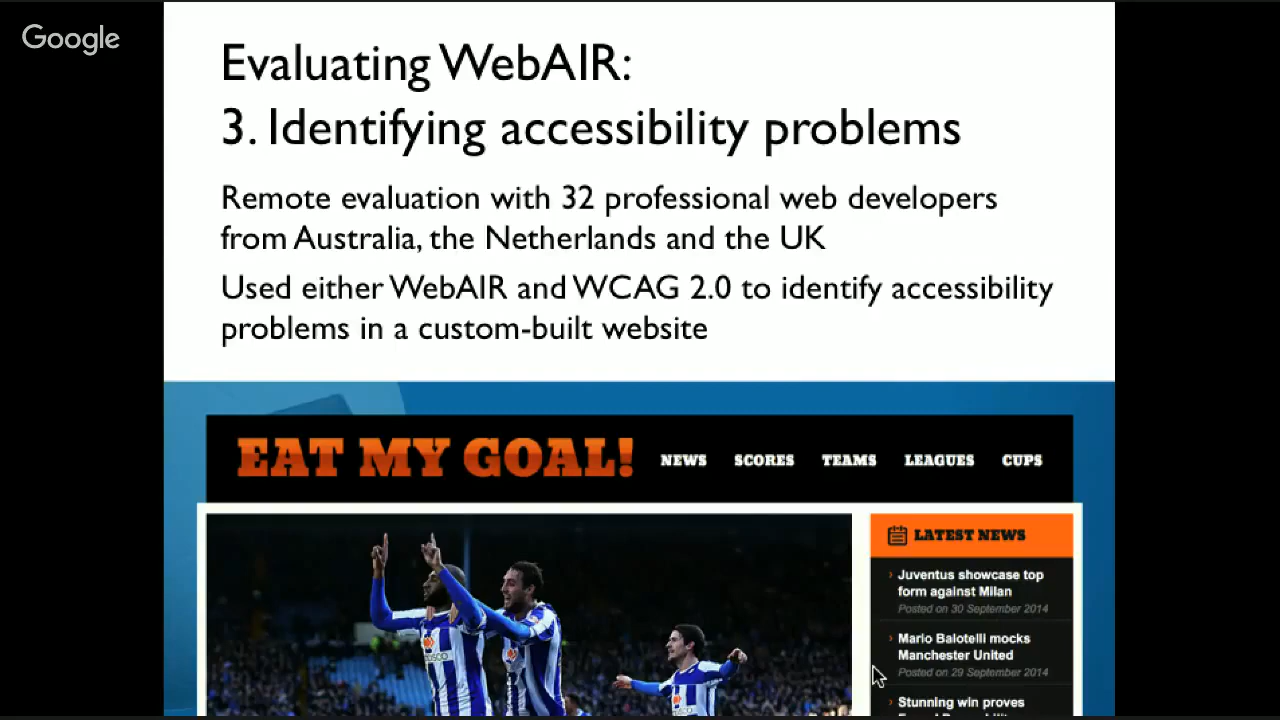 Google
Evaluating WebAIR:
3. Identifying accessibility problems
Remote evaluation with 32 professional web developers
from Australia, the Netherlands and the UK
Used either WebAIR and WCAG 2.0 to identify accessibility
problems in a custom-built website
EAT MY GOAL!
NEWS SCORES TEAMS LEAGUES CUPS
LATEST NEWS
Juventus showcase top
form against Milan
Posted on 30 September 2014
Mario Balotelli mocks
Manchester United
Posted on 29 September 2014
Stunning win proves